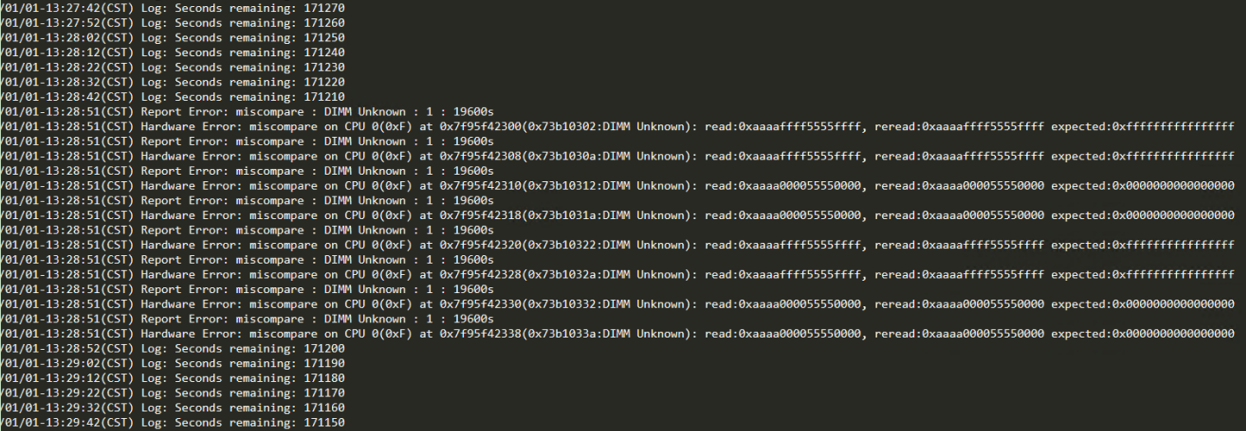 /01/01-13:27:42(CST) Log: Seconds remaining: 171270
/01/01-13:27:52(CST) Log: Seconds remaining: 171260
/01/01-13:28:02(CST) Log: Seconds remaining: 171250
/01/01-13:28:12(CST) Log: Seconds remaining: 171240
/01/01-13:28:22(CST) Log: Seconds remaining: 171230
/01/01-13:28:32(CST) Log: Seconds remaining: 171220
/01/01-13:28:42(CST) Log: Seconds remaining: 171210
/01/01-13:28:51(CST) Report Error: miscompare : DIMM Unknown : 1 : 19600s
/01/01-13:28:51(CST) Hardware Error: miscompare on CPU 0(0xF) at 0x7f95f42300(0x73b10302:DIMM Unknown): read:0xaaaaffff5555ffff, reread:0xaaaaffff5555ffff expected:0xffffffffffffffff
/01/01-13:28:51(CST) Report Error: miscompare : DIMM Unknown : 1 : 19600s
/01/01-13:28:51(CST) Hardware Error: miscompare on CPU 0(0xF) at 0x7f95f42308(0x73b1030a:DIMM Unknown): read:0xaaaaffff5555ffff, reread:0xaaaaffff5555ffff expected:0xffffffffffffffff
/01/01-13:28:51(CST) Report Error: miscompare : DIMM Unknown : 1 : 19600s
/01/01-13:28:51(CST) Hardware Error: miscompare on CPU 0(0xF) at 0x7f95f42310(0x73b10312:DIMM Unknown): read:0xaaaa000055550000, reread:0xaaaa000055550000 expected:0x0000000000000000
/01/01-13:28:51(CST) Report Error: miscompare : DIMM Unknown : 1 : 19600s
/01/01-13:28:51(CST) Hardware Error: miscompare on CPU 0(0xF) at 0x7f95f42318(0x73b1031a:DIMM Unknown): read:0xaaaa000055550000, reread:0xaaaa000055550000 expected:0x0000000000000000
/01/01-13:28:51(CST) Report Error: miscompare : DIMM Unknown : 1 : 19600s
/01/01-13:28:51(CST) Hardware Error: miscompare on CPU 0(0xF) at 0x7f95f42320(0x73b10322:DIMM Unknown): read:0xaaaaffff5555ffff, reread:0xaaaaffff5555ffff expected:0xffffffffffffffff
/01/01-13:28:51(CST) Report Error: miscompare : DIMM Unknown : 1 : 19600s
/01/01-13:28:51(CST) Hardware Error: miscompare on CPU 0(0xF) at 0x7f95f42328(0x73b1032a:DIMM Unknown): read:0xaaaaffff5555ffff, reread:0xaaaaffff5555ffff expected:0xffffffffffffffff
/01/01-13:28:51(CST) Report Error: miscompare : DIMM Unknown : 1 : 19600s
/01/01-13:28:51(CST) Hardware Error: miscompare on CPU 0(0xF) at 0x7f95f42330(0x73b10332:DIMM Unknown): read:0xaaaa000055550000, reread:0xaaaa000055550000 expected:0x0000000000000000
/01/01-13:28:51(CST) Report Error: miscompare : DIMM Unknown : 1 : 19600s
/01/01-13:28:51(CST) Hardware Error: miscompare on CPU 0(0xF) at 0x7f95f42338(0x73b1033a:DIMM Unknown): read:0xaaaa000055550000, reread:0xaaaa000055550000 expected:0x0000000000000000
/01/01-13:28:52(CST) Log: Seconds remaining: 171200
/01/01-13:29:02(CST) Log: Seconds remaining: 171190
/01/01-13:29:12(CST) Log: Seconds remaining: 171180
/01/01-13:29:22(CST) Log: Seconds remaining: 171170
/01/01-13:29:32(CST) Log: Seconds remaining: 171160
/01/01-13:29:42(CST) Log: Seconds remaining: 171150